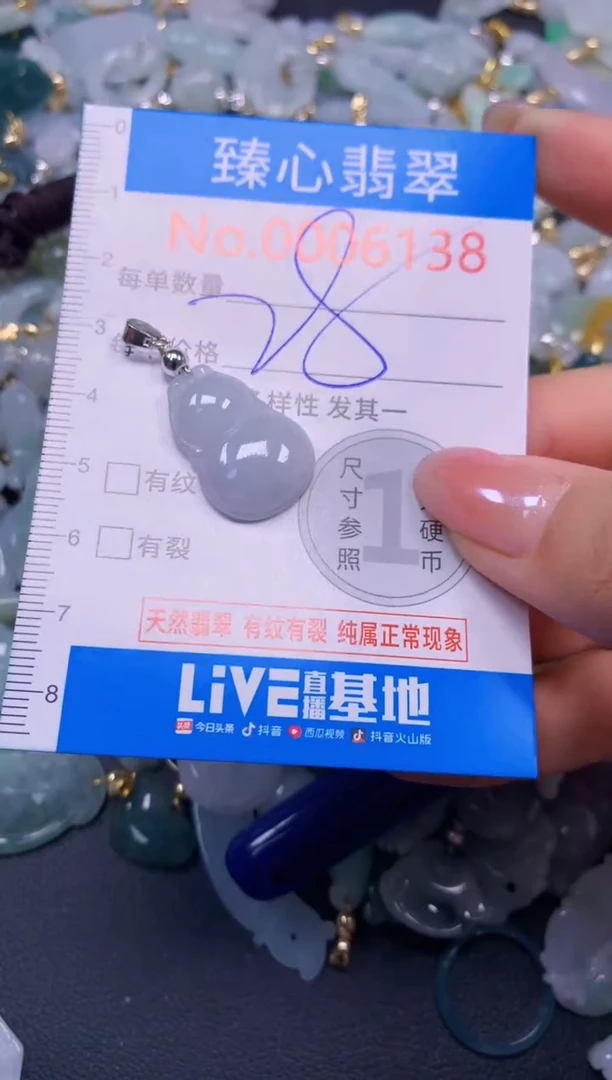 0
臻心翡翠
1
No.0006138
2
每单数量
28
3
价格
4
样性 发其一
5
有纹
尺寸参照
1
硬币
6
有裂
7
天然翡翠 有纹有裂 纯属正常现象
8
LiVE直播基地
今日头条 抖音 西瓜视频 抖音火山版